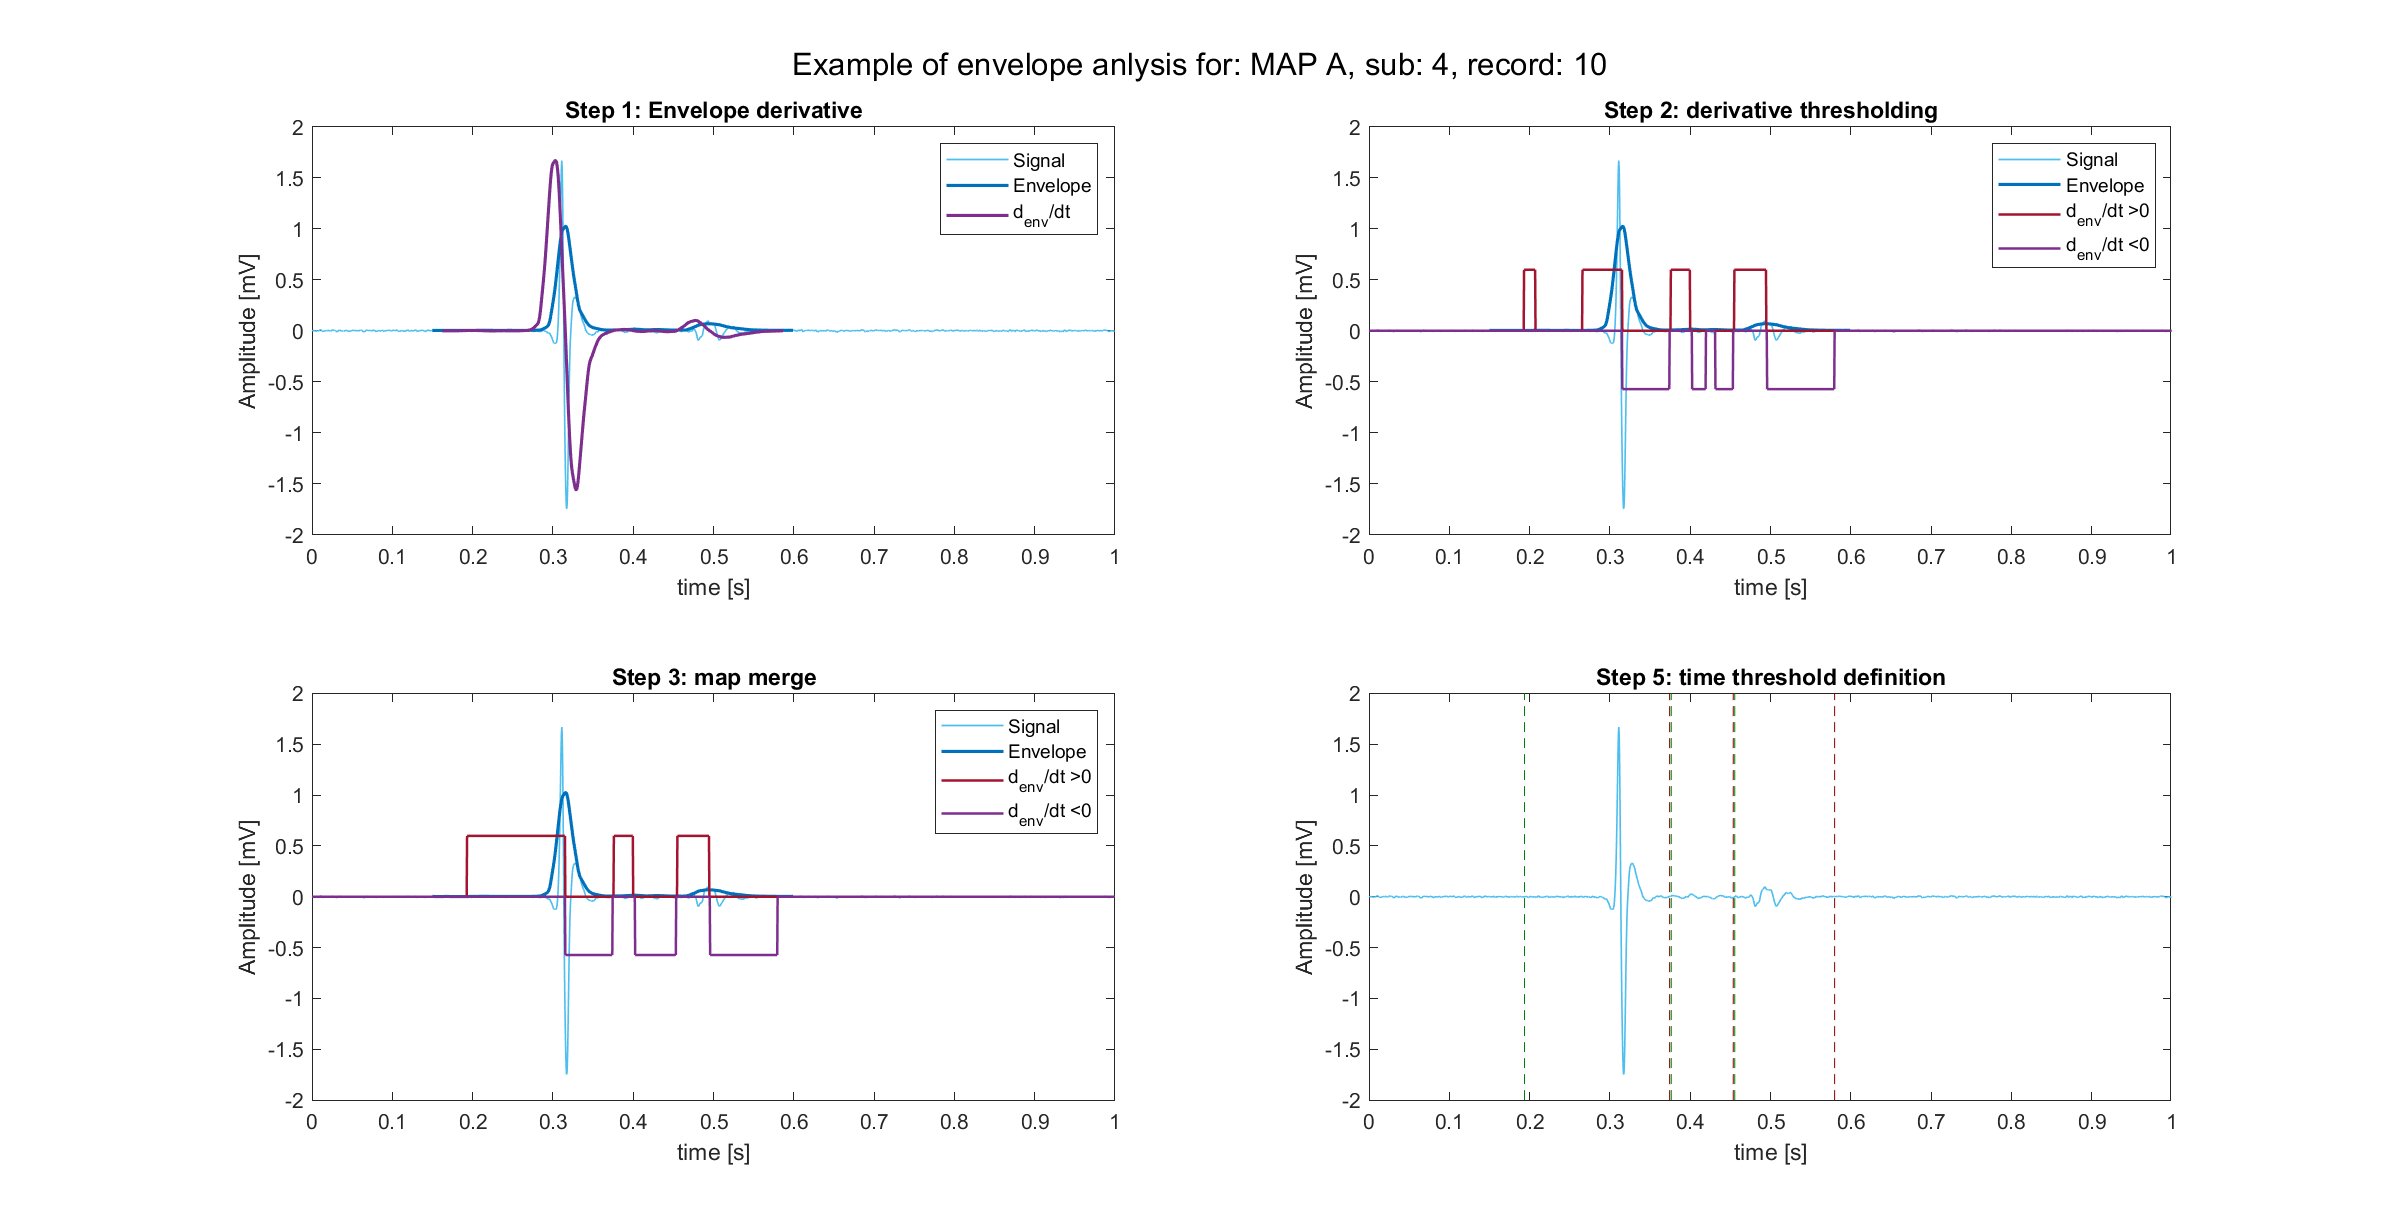 Example of envelope anlysis for: MAP A, sub: 4, record: 10
Step 1: Envelope derivative
Amplitude [mV]
2
1.5
1
0.5
0
-0.5
-1
-1.5
-2
Signal
Envelope
d_env/dt
0 0.1 0.2 0.3 0.4 0.5 0.6 0.7 0.8 0.9 1
time [s]
Step 2: derivative thresholding
Amplitude [mV]
2
1.5
1
0.5
0
-0.5
-1
-1.5
-2
Signal
Envelope
d_env/dt >0
d_env/dt <0
0 0.1 0.2 0.3 0.4 0.5 0.6 0.7 0.8 0.9 1
time [s]
Step 3: map merge
Amplitude [mV]
2
1.5
1
0.5
0
-0.5
-1
-1.5
-2
Signal
Envelope
d_env/dt >0
d_env/dt <0
0 0.1 0.2 0.3 0.4 0.5 0.6 0.7 0.8 0.9 1
time [s]
Step 5: time threshold definition
Amplitude [mV]
2
1.5
1
0.5
0
-0.5
-1
-1.5
-2
0 0.1 0.2 0.3 0.4 0.5 0.6 0.7 0.8 0.9 1
time [s]